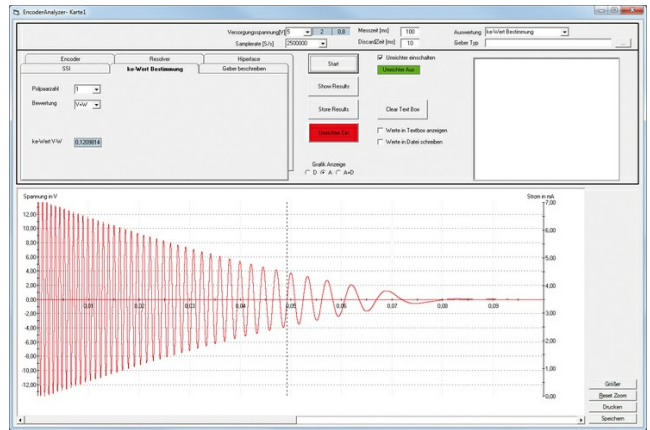 EncoderAnalyzer- Karte1
Versorgungsspannung[V] 5 2 0,8 Messzeit [ms] 100 Auswertung ke-Wert Bestimmung
Samplerate [S/s] 2500000 DiscardZeit [ms] 10 Geber Typ ...
Encoder Resolver Hiperface
SSI ke-Wert Bestimmung Geber beschreiben
Polpaarzahl 1
Bewertung V+W
ke-Wert V-W 0.1209814
Start
Show Results
Store Results
Umrichter Ein
Grafik Anzeige
D A A+D
Umrichter einschalten
Umrichter Aus
Clear Text Box
Werte in Textbox anzeigen
Werte in Datei schreiben
Spannung in V Strom in mA
12,00
10,00
8,00
6,00
4,00
2,00
0,00
-2,00
-4,00
-6,00
-8,00
-10,00
-12,00
0,01 0,02 0,03 0,04 0,05 0,06 0,07 0,08 0,09
7,00
6,00
5,00
4,00
3,00
2,00
1,00
0,00
Größer
Reset Zoom
Drucken
Speichern